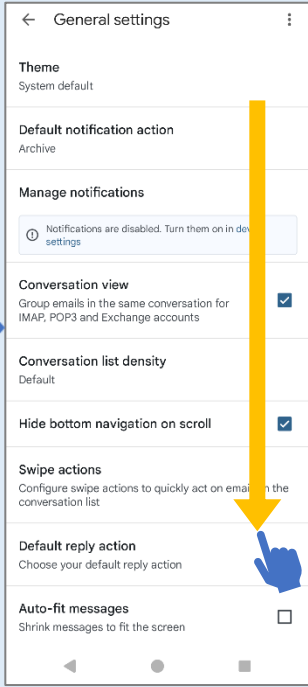 General settings
Theme
System default
Default notification action
Archive
Manage notifications
Notifications are disabled. Turn them on in
settings
Conversation view
Group emails in the same conversation for
IMAP, POP3 and Exchange accounts
Conversation list density
Default
Hide bottom navigation on scroll
Swipe actions
Configure swipe actions to quickly act on the
conversation list
Default reply action
Choose your default reply action
Auto-fit messages
Shrink messages to fit the screen